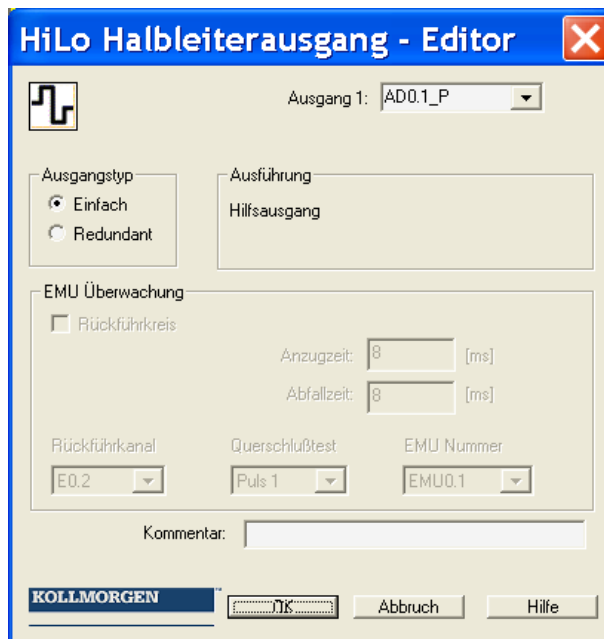 HiLo Halbleiterausgang - Editor
Ausgang 1: AD0.1_P
Ausgangstyp
Einfach
Redundant
Ausführung
Hilfsausgang
EMU Überwachung
Rückführkreis
Anzugzeit: 8 [ms]
Abfallzeit: 8 [ms]
Rückführkanal Querschlußtest EMU Nummer
E0.2 Puls 1 EMU0.1
Kommentar:
KOLLMORGEN™ OK Abbruch Hilfe